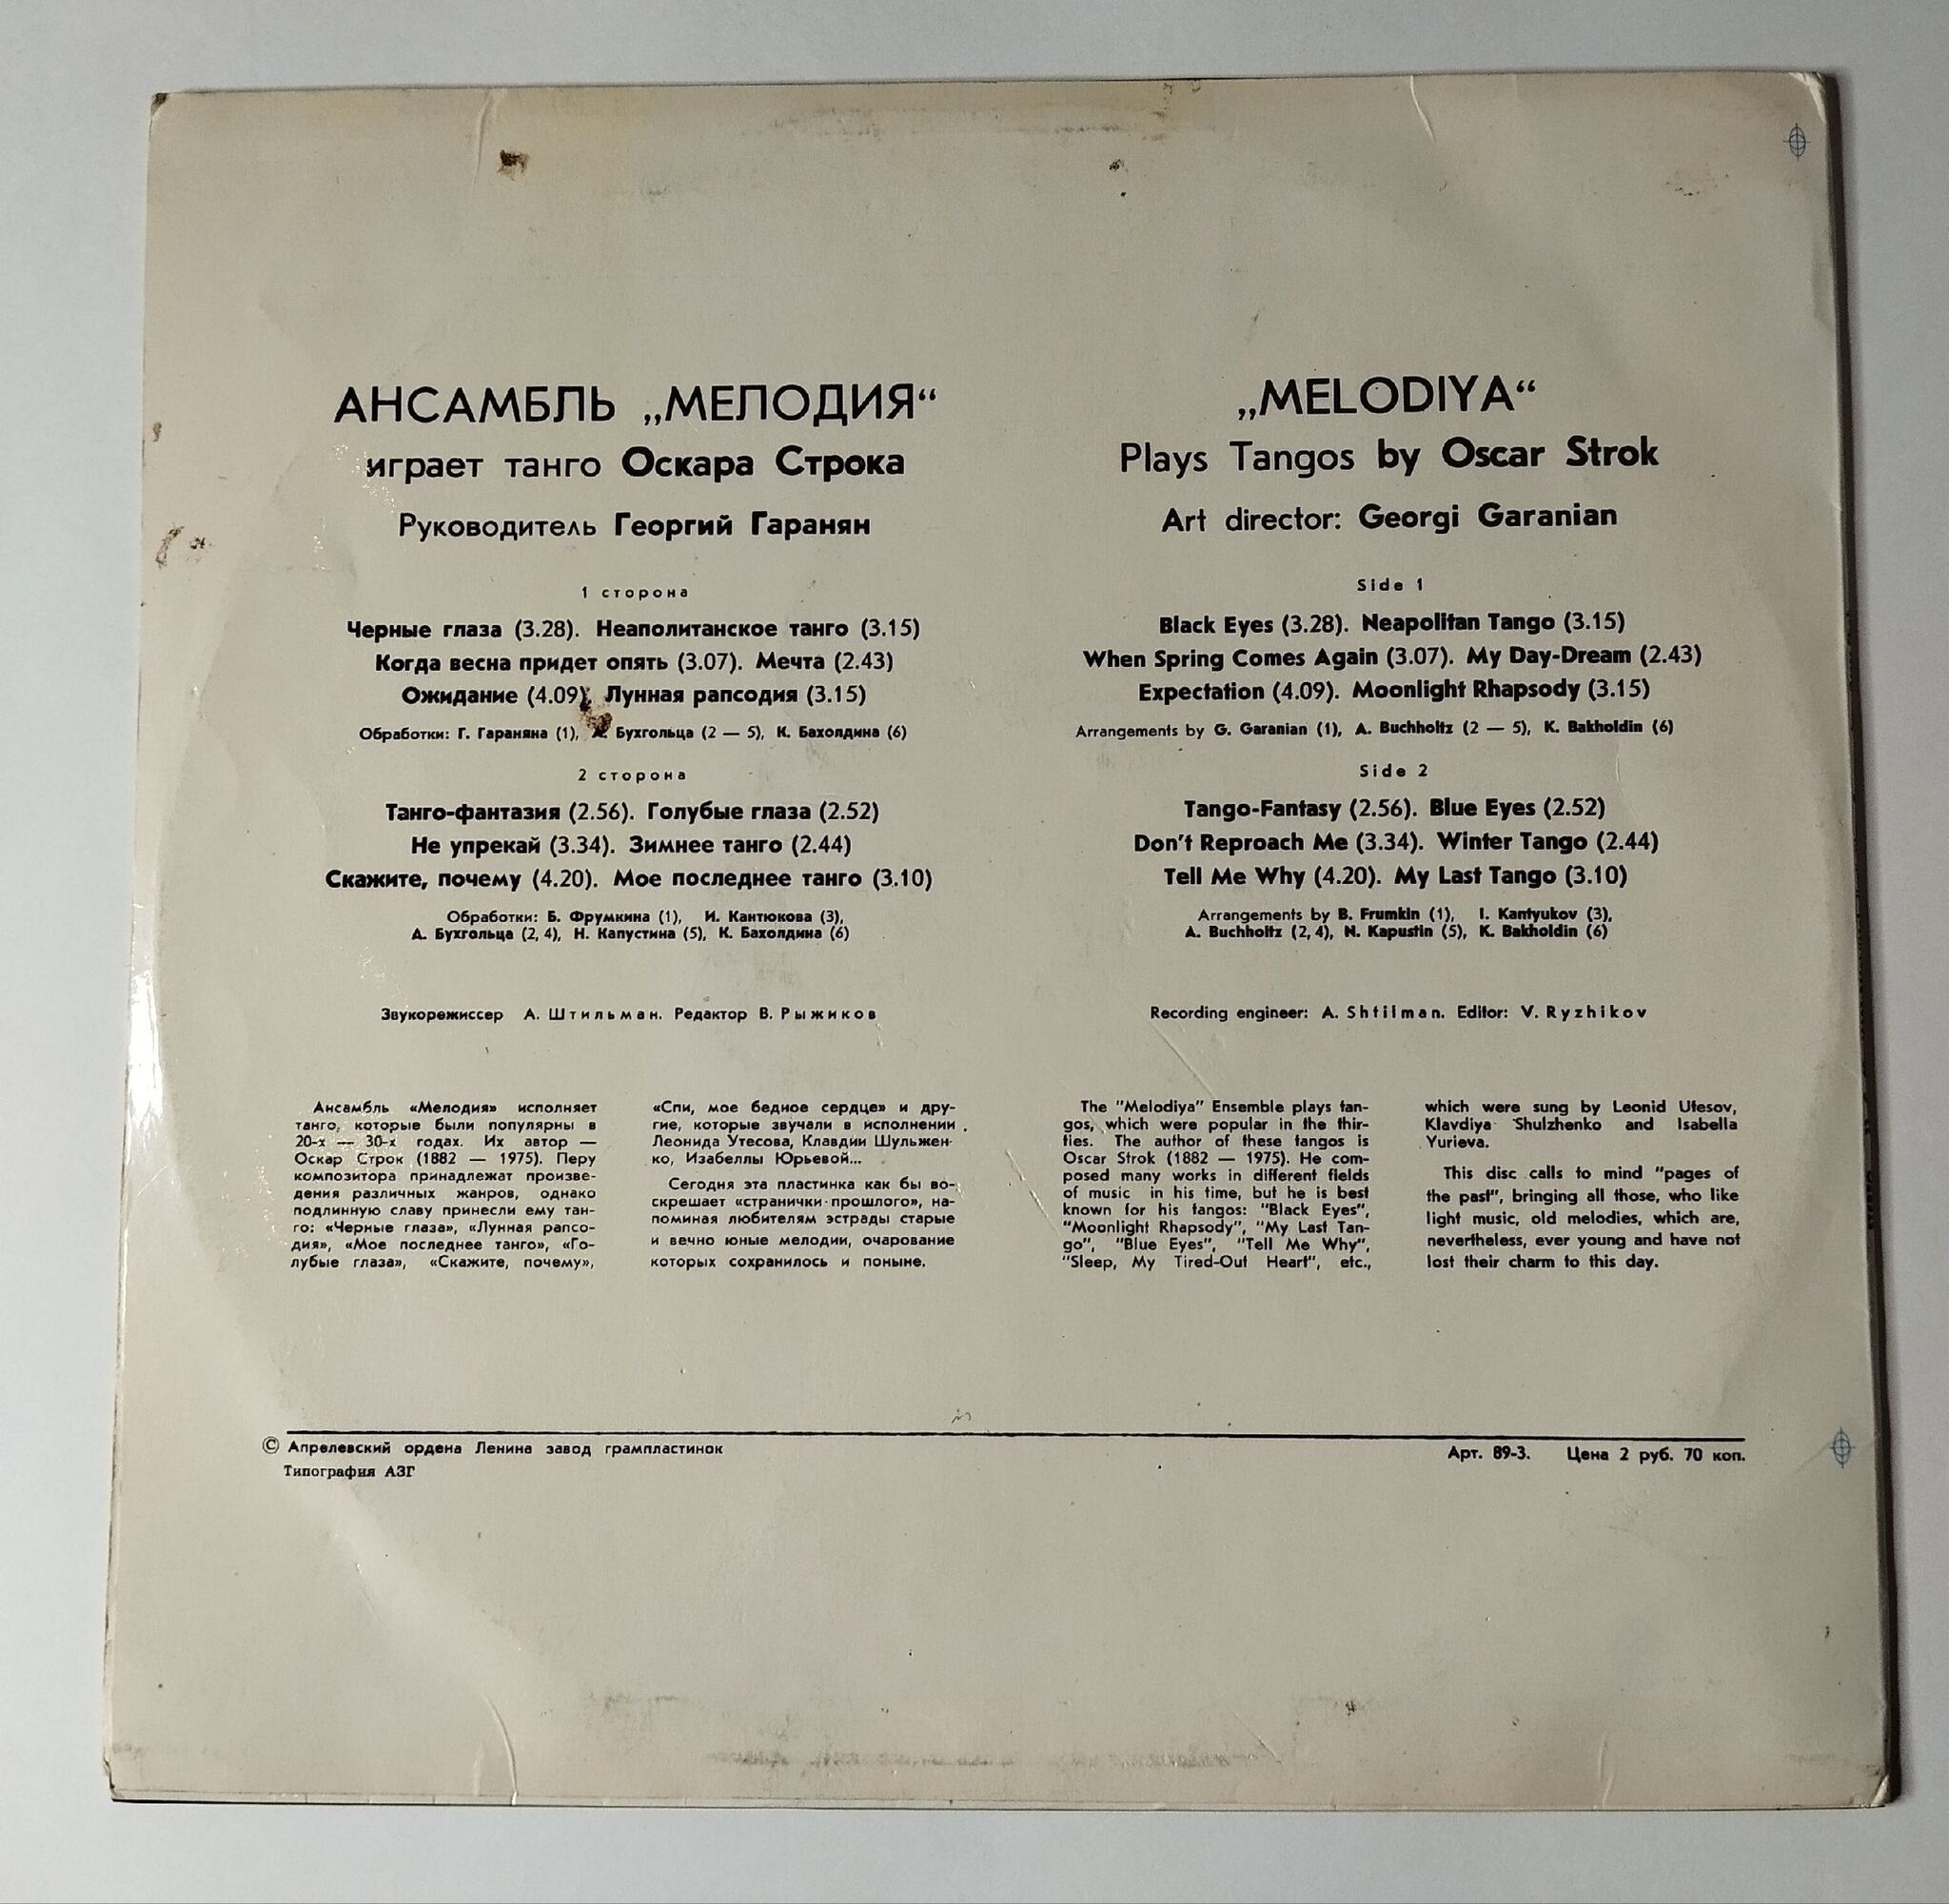 АНСАМБЛЬ „МЕЛОДИЯ“
играет танго Оскара Строка
Руководитель Георгий Гаранян
1 сторона
Черные глаза (3.28). Неаполитанское танго (3.15)
Когда весна придет опять (3.07). Мечта (2.43)
Ожидание (4.09). Лунная рапсодия (3.15)
Обработки: Г. Гараняна (1), А. Бухгольца (2 — 5), К. Бахолдина (6)
2 сторона
Танго-фантазия (2.56). Голубые глаза (2.52)
Не упрекай (3.34). Зимнее танго (2.44)
Скажите, почему (4.20). Мое последнее танго (3.10)
Обработки: Б. Фрумкина (1), И. Кантюкова (3),
А. Бухгольца (2, 4), Н. Капустина (5), К. Бахолдина (6)
Звукорежиссер А. Штильман. Редактор В. Рыжиков
Ансамбль «Мелодия» исполняет
танго, которые были популярны в
20-х — 30-х годах. Их автор —
Оскар Строк (1882 — 1975). Перу
композитора принадлежат произве-
дения различных жанров, однако
подлинную славу принесли ему тан-
го: «Черные глаза», «Лунная рапсо-
дия», «Мое последнее танго», «Го-
лубые глаза», «Скажите, почему»,
«Спи, мое бедное сердце» и дру-
гие, которые звучали в исполнении
Леонида Утесова, Клавдии Шульжен-
ко, Изабеллы Юрьевой...
Сегодня эта пластинка как бы во-
скрешает «странички прошлого», на-
поминая любителям эстрады старые
и вечно юные мелодии, очарование
которых сохранилось и поныне.
„MELODIYA“
Plays Tangos by Oscar Strok
Art director: Georgi Garanian
Side 1
Black Eyes (3.28). Neapolitan Tango (3.15)
When Spring Comes Again (3.07). My Day-Dream (2.43)
Expectation (4.09). Moonlight Rhapsody (3.15)
Arrangements by G. Garanian (1), A. Buchholtz (2 — 5), K. Bakholdin (6)
Side 2
Tango-Fantasy (2.56). Blue Eyes (2.52)
Don't Reproach Me (3.34). Winter Tango (2.44)
Tell Me Why (4.20). My Last Tango (3.10)
Arrangements by B. Frumkin (1), I. Kantyukov (3),
A. Buchholtz (2, 4), N. Kapustin (5), K. Bakholdin (6)
Recording engineer: A. Shtilman. Editor: V. Ryzhikov
The "Melodiya" Ensemble plays tan-
gos, which were popular in the thir-
ties. The author of these tangos is
Oscar Strok (1882 — 1975). He com-
posed many works in different fields
of music in his time, but he is best
known for his tangos: "Black Eyes",
"Moonlight Rhapsody", "My Last Tan-
go", "Blue Eyes", "Tell Me Why",
"Sleep, My Tired-Out Heart", etc.,
which were sung by Leonid Utesov,
Klavdiya Shulzhenko and Isabella
Yurieva.
This disc calls to mind "pages of
the past", bringing all those, who like
light music, old melodies, which are,
nevertheless, ever young and have not
lost their charm to this day.
© Апрелевский ордена Ленина завод грампластинок
Типография АЗГ
Арт. 89-3. Цена 2 руб. 70 коп.